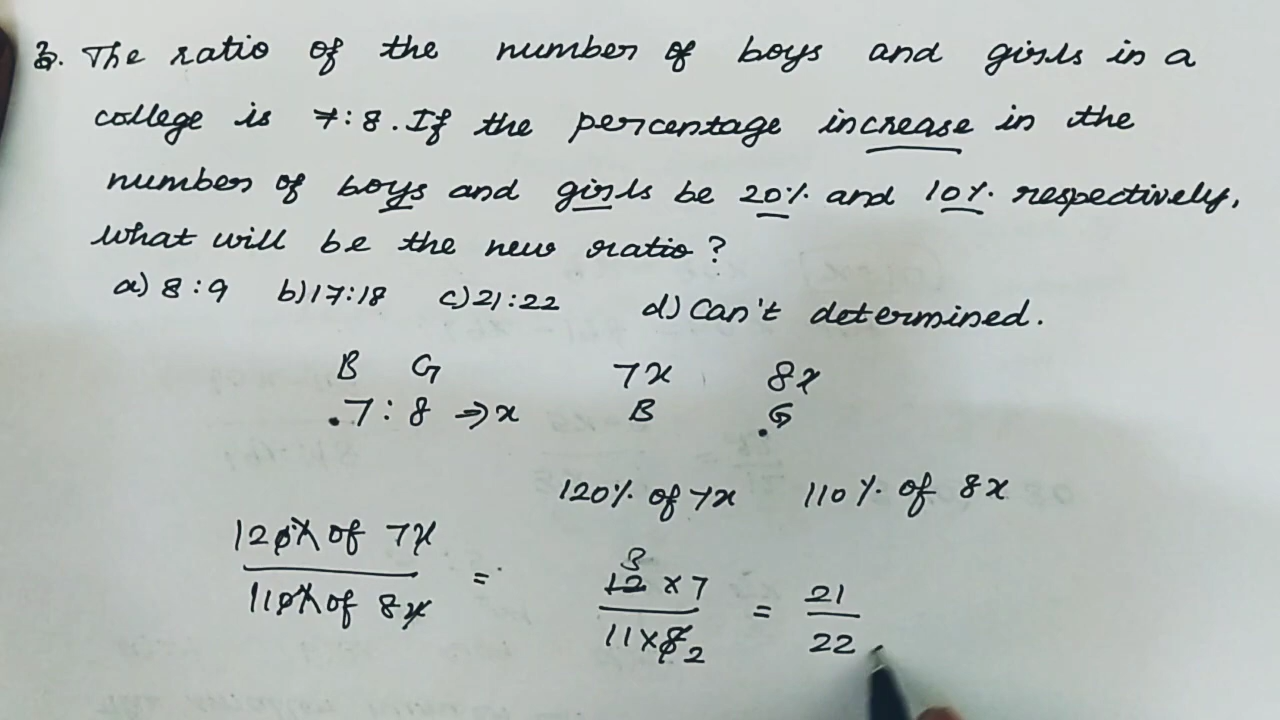 3. The ratio of the number of boys and girls in a
college is 7:8. If the percentage increase in the
number of boys and girls be 20% and 10% respectively,
what will be the new ratio?
a) 8:9 b) 17:18 c) 21:22 d) Can't determined.
B G 7x 8x
7:8 ⇒ x B G
120% of 7x 110% of 8x
120% of 7x / 110% of 8x = 12 3 × 7 / 11 × 8 2 = 21 / 22